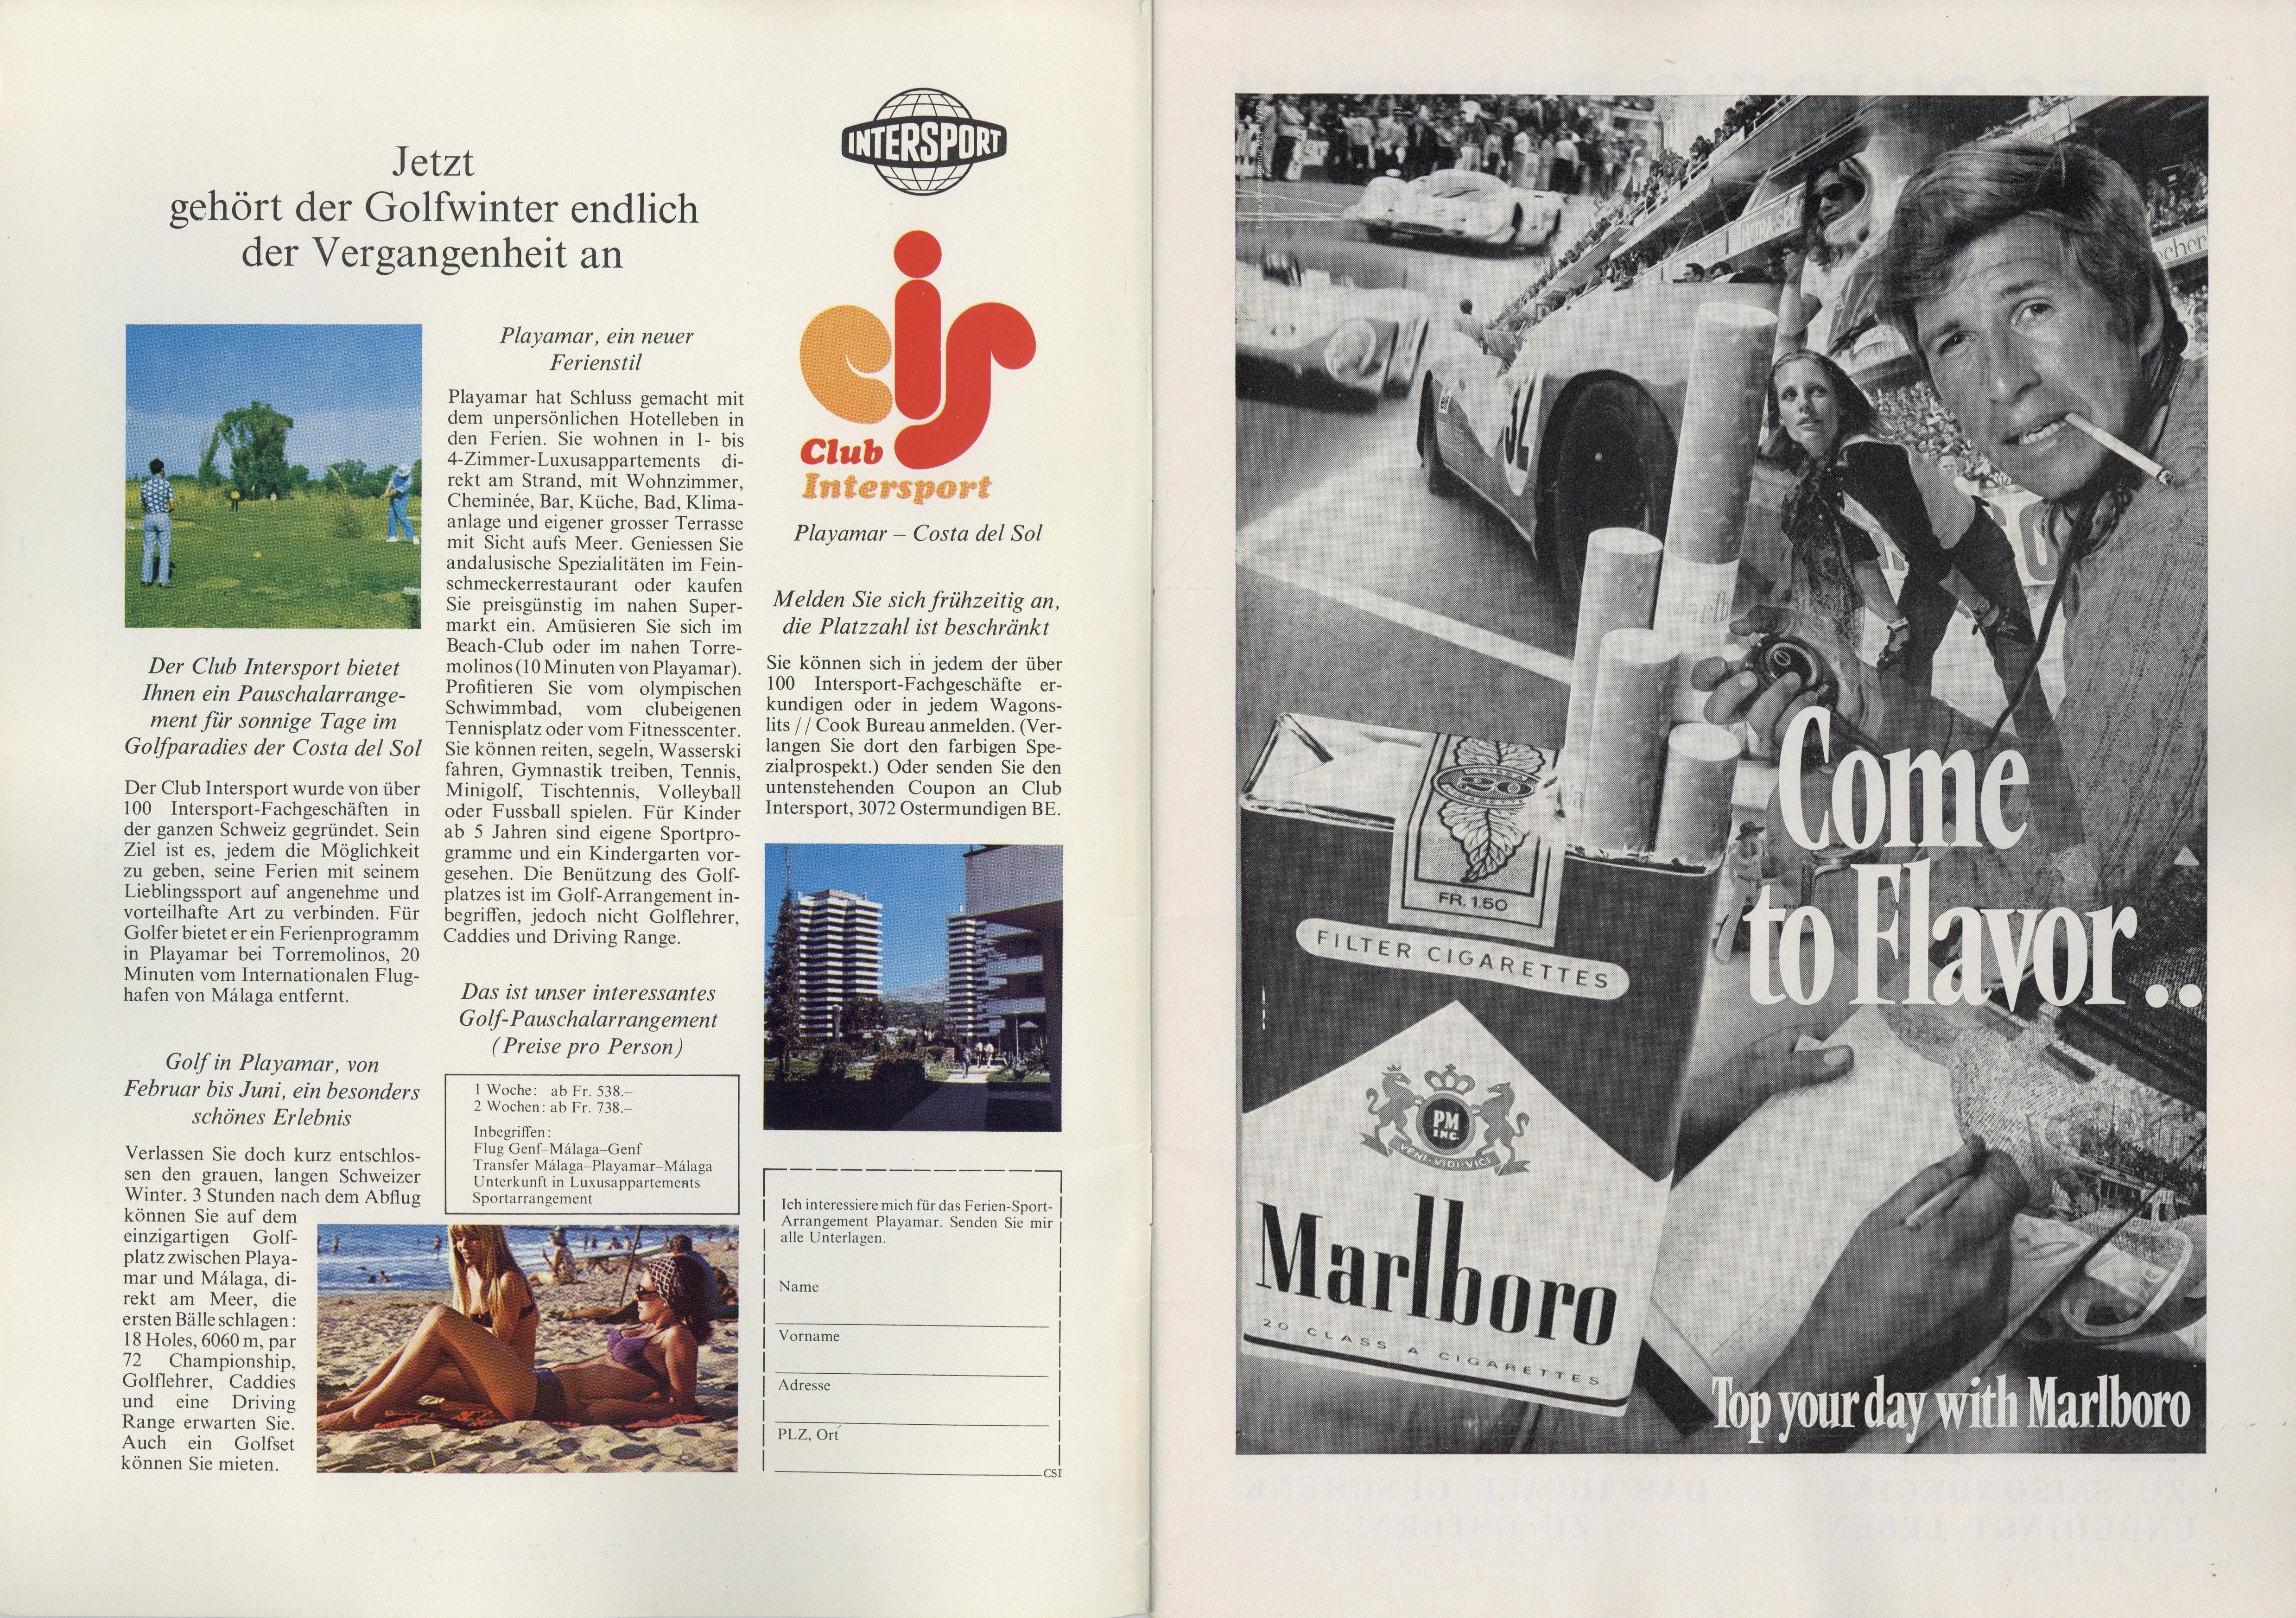 Jetzt
gehört der Golfwinter endlich
der Vergangenheit an
Der Club Intersport bietet
Ihnen ein Pauschalarrange-
ment für sonnige Tage im
Golfparadies der Costa del Sol
Der Club Intersport wurde von über
100 Intersport-Fachgeschäften in
der ganzen Schweiz gegründet. Sein
Ziel ist es, jedem die Möglichkeit
zu geben, seine Ferien mit seinem
Lieblingssport auf angenehme und
vorteilhafte Art zu verbinden. Für
Golfer bietet er ein Ferienprogramm
in Playamar bei Torremolinos, 20
Minuten vom Internationalen Flug-
hafen von Málaga entfernt.
Golf in Playamar, von
Februar bis Juni, ein besonders
schönes Erlebnis
Verlassen Sie doch kurz entschlos-
sen den grauen, langen Schweizer
Winter. 3 Stunden nach dem Abflug
können Sie auf dem
einzigartigen Golf-
platz zwischen Playa-
mar und Málaga, di-
rekt am Meer, die
ersten Bälle schlagen:
18 Holes, 6060 m, par
72 Championship,
Golflehrer, Caddies
und eine Driving
Range erwarten Sie.
Auch ein Golfset
können Sie mieten.
Playamar, ein neuer
Ferienstil
Playamar hat Schluss gemacht mit
dem unpersönlichen Hotelleben in
den Ferien. Sie wohnen in 1- bis
4-Zimmer-Luxusappartements di-
rekt am Strand, mit Wohnzimmer,
Cheminée, Bar, Küche, Bad, Klima-
anlage und eigener grosser Terrasse
mit Sicht aufs Meer. Geniessen Sie
andalusische Spezialitäten im Fein-
schmeckerrestaurant oder kaufen
Sie preisgünstig im nahen Super-
markt ein. Amüsieren Sie sich im
Beach-Club oder im nahen Torre-
molinos (10 Minuten von Playamar).
Profitieren Sie vom olympischen
Schwimmbad, vom clubeigenen
Tennisplatz oder vom Fitnesscenter.
Sie können reiten, segeln, Wasserski
fahren, Gymnastik treiben, Tennis,
Minigolf, Tischtennis, Volleyball
oder Fussball spielen. Für Kinder
ab 5 Jahren sind eigene Sportpro-
gramme und ein Kindergarten vor-
gesehen. Die Benützung des Golf-
platzes ist im Golf-Arrangement in-
begriffen, jedoch nicht Golflehrer,
Caddies und Driving Range.
Das ist unser interessantes
Golf-Pauschalarrangement
(Preise pro Person)
1 Woche: ab Fr. 538.–
2 Wochen: ab Fr. 738.–
Inbegriffen:
Flug Genf–Málaga–Genf
Transfer Málaga–Playamar–Málaga
Unterkunft in Luxusappartements
Sportarrangement
INTERSPORT
cis
Club
Intersport
Playamar – Costa del Sol
Melden Sie sich frühzeitig an,
die Platzzahl ist beschränkt
Sie können sich in jedem der über
100 Intersport-Fachgeschäfte er-
kundigen oder in jedem Wagons-
lits // Cook Bureau anmelden. (Ver-
langen Sie dort den farbigen Spe-
zialprospekt.) Oder senden Sie den
untenstehenden Coupon an Club
Intersport, 3072 Ostermundigen BE.
Ich interessiere mich für das Ferien-Sport-
Arrangement Playamar. Senden Sie mir
alle Unterlagen.
Name
Vorname
Adresse
PLZ, Ort
CSI
MATRA-SPO
cher
32
Marlb
20
FR. 1.50
FILTER CIGARETTES
PM
INC.
VENI·VIDI·VICI
Marlboro
20 CLASS A CIGARETTES
Come
to Flavor..
Top your day with Marlboro
ZU SAISONBEGINN
UNBEDINGT LESEN!
DAS IDEALE GESCHENK
ZU OSTERN!